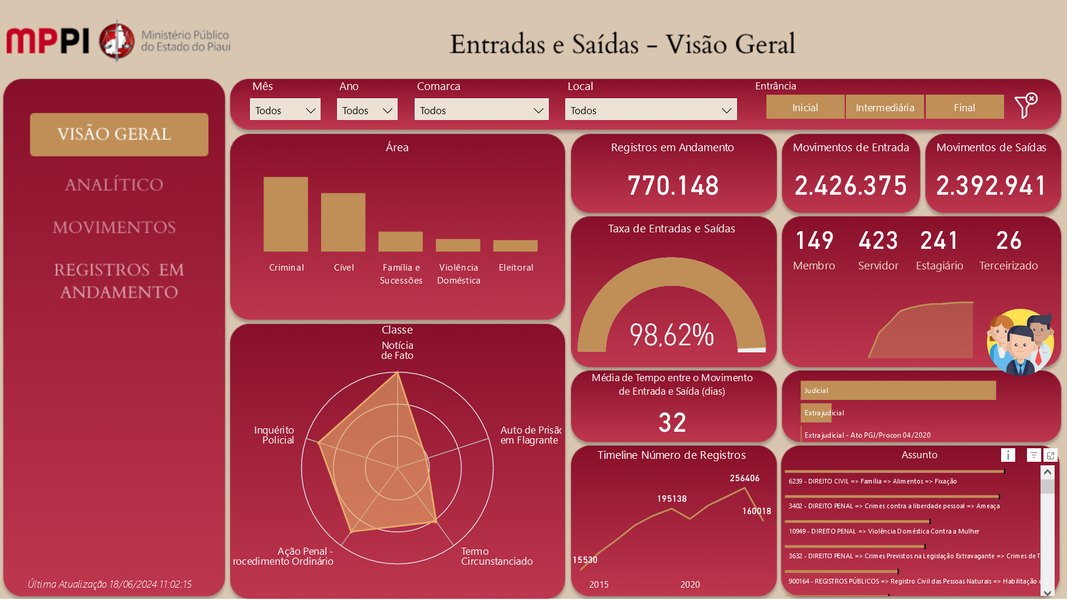 MPPI
Ministério Público
do Estado do Piauí
Entradas e Saídas - Visão Geral
VISÃO GERAL
ANALÍTICO
MOVIMENTOS
REGISTROS EM
ANDAMENTO
Última Atualização 18/06/2024 11:02:15
Mês
Ano
Comarca
Local
Entrância
Todos
Todos
Todos
Todos
Inicial
Intermediária
Final
Área
Criminal
Cível
Família e
Sucessões
Violência
Doméstica
Eleitoral
Registros em Andamento
770.148
Movimentos de Entrada
2.426.375
Movimentos de Saídas
2.392.941
Taxa de Entradas e Saídas
98,62%
149
423
241
26
Membro
Servidor
Estagiário
Terceirizado
Classe
Notícia
de Fato
Inquérito
Policial
Auto de Prisã
em Flagrante
Ação Penal -
rocedimento Ordinário
Termo
Circunstanciado
Média de Tempo entre o Movimento
de Entrada e Saída (dias)
32
Judicial
Extrajudicial
Extrajudicial - Ato PGJ/Procon 04/2020
Timeline Número de Registros
256406
195138
160018
15530
2015
2020
Assunto
6239 - DIREITO CIVIL => Família => Alimentos => Fixação
3402 - DIREITO PENAL => Crimes contra a liberdade pessoal => Ameaça
10949 - DIREITO PENAL => Violência Doméstica Contra a Mulher
3632 - DIREITO PENAL => Crimes Previstos na Legislação Extravagante => Crimes de T
900164 - REGISTROS PÚBLICOS => Registro Civil das Pessoas Naturais => Habilitação